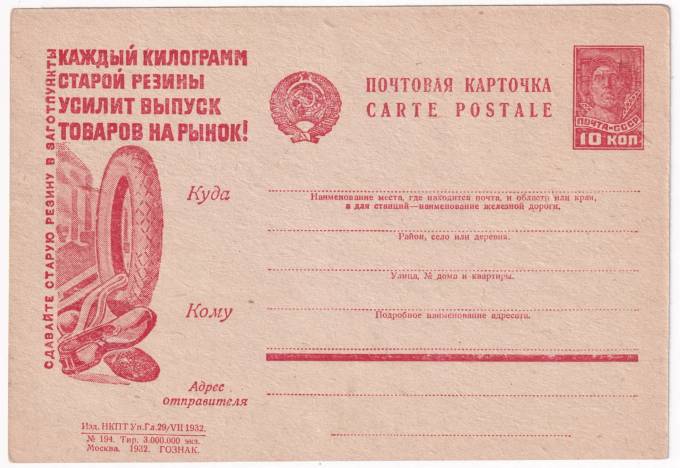 КАЖДЫЙ КИЛОГРАММ
СТАРОЙ РЕЗИНЫ
УСИЛИТ ВЫПУСК
ТОВАРОВ НА РЫНОК!
СДАВАЙТЕ СТАРУЮ РЕЗИНУ В ЗАГОТПУНКТЫ
ПОЧТОВАЯ КАРТОЧКА
CARTE POSTALE
ПОЧТА-СССР
10 КОП
Куда
Наименование места, где находится почта, и области или края,
а для станций—наименование железной дороги.
Район, село или деревня.
Улица, № дома и квартиры.
Кому
Подробное наименование адресата.
Адрес
отправителя
Изд. НКПТ Уп.Гл.29/VII 1932.
№ 194. Тир. 3.000.000 экз.
Москва. 1932. ГОЗНАК.